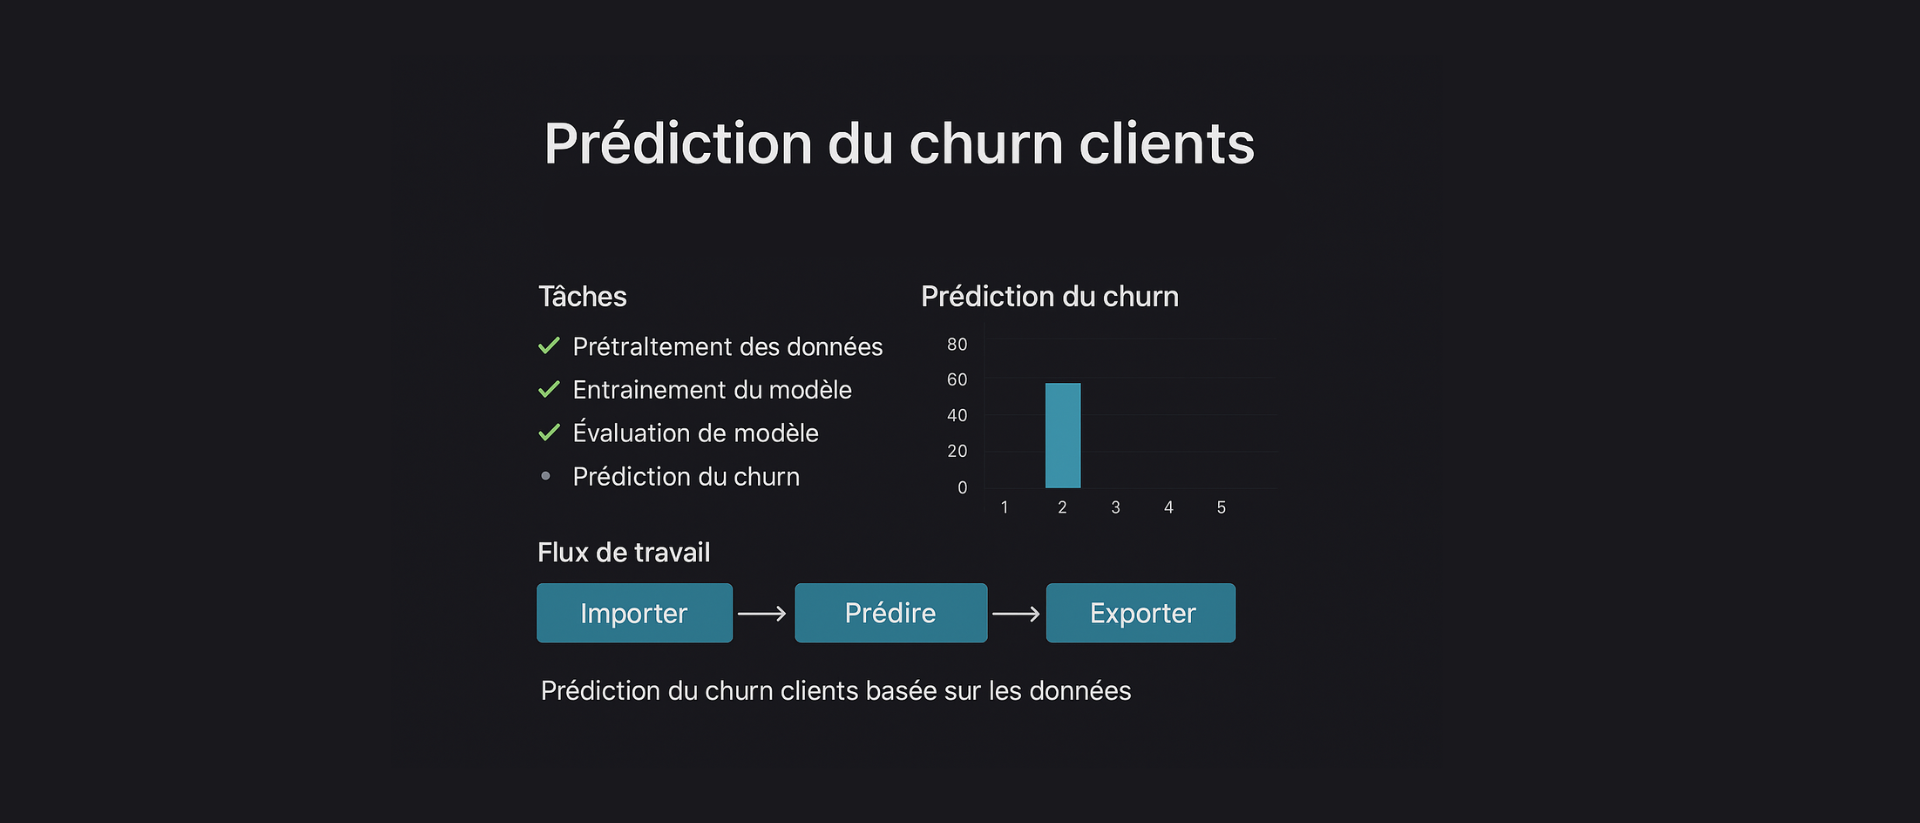 Prédiction du churn clients
Tâches
Prétraltement des données
Entrainement du modèle
Évaluation de modèle
Prédiction du churn
Prédiction du churn
80
60
40
20
0
1 2 3 4 5
Flux de travail
Importer Prédire Exporter
Prédiction du churn clients basée sur les données